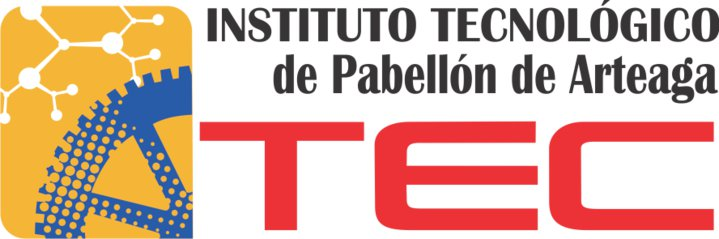 INSTITUTO TECNOLÓGICO
de Pabellón de Arteaga
TEC